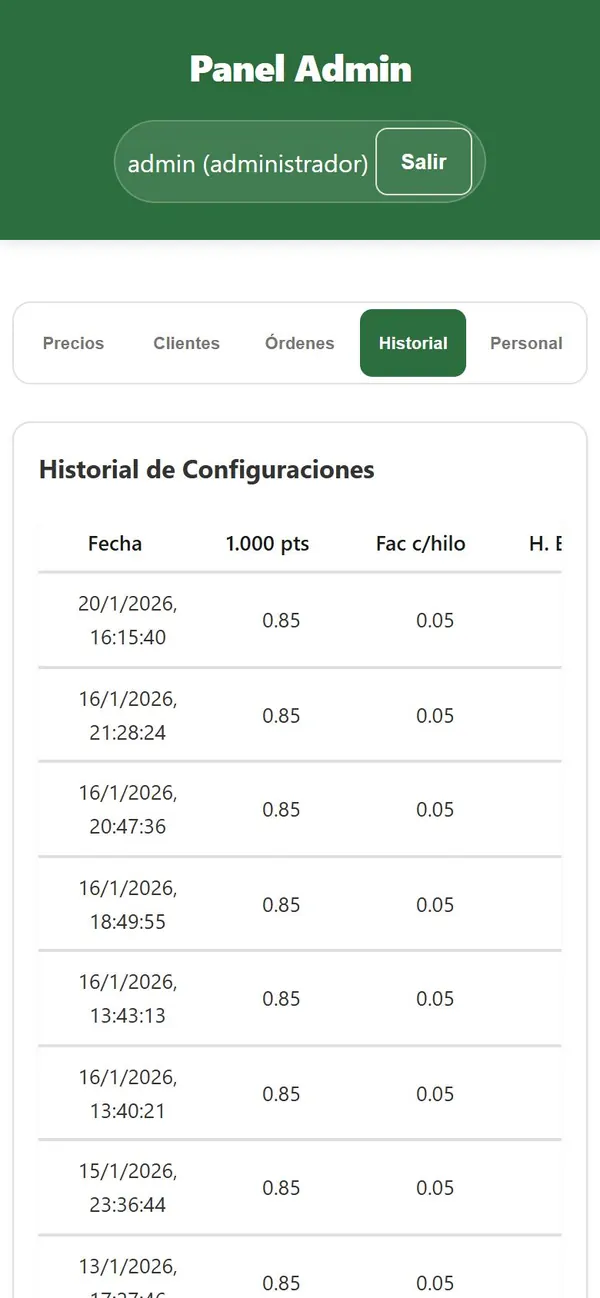 Panel Admin
admin (administrador) Salir
Precios Clientes Órdenes Historial Personal
Historial de Configuraciones
Fecha 1.000 pts Fac c/hilo H.
20/1/2026,
16:15:40 0.85 0.05
16/1/2026,
21:28:24 0.85 0.05
16/1/2026,
20:47:36 0.85 0.05
16/1/2026,
18:49:55 0.85 0.05
16/1/2026,
13:43:13 0.85 0.05
16/1/2026,
13:40:21 0.85 0.05
15/1/2026,
23:36:44 0.85 0.05
13/1/2026,
17:27:46 0.85 0.05